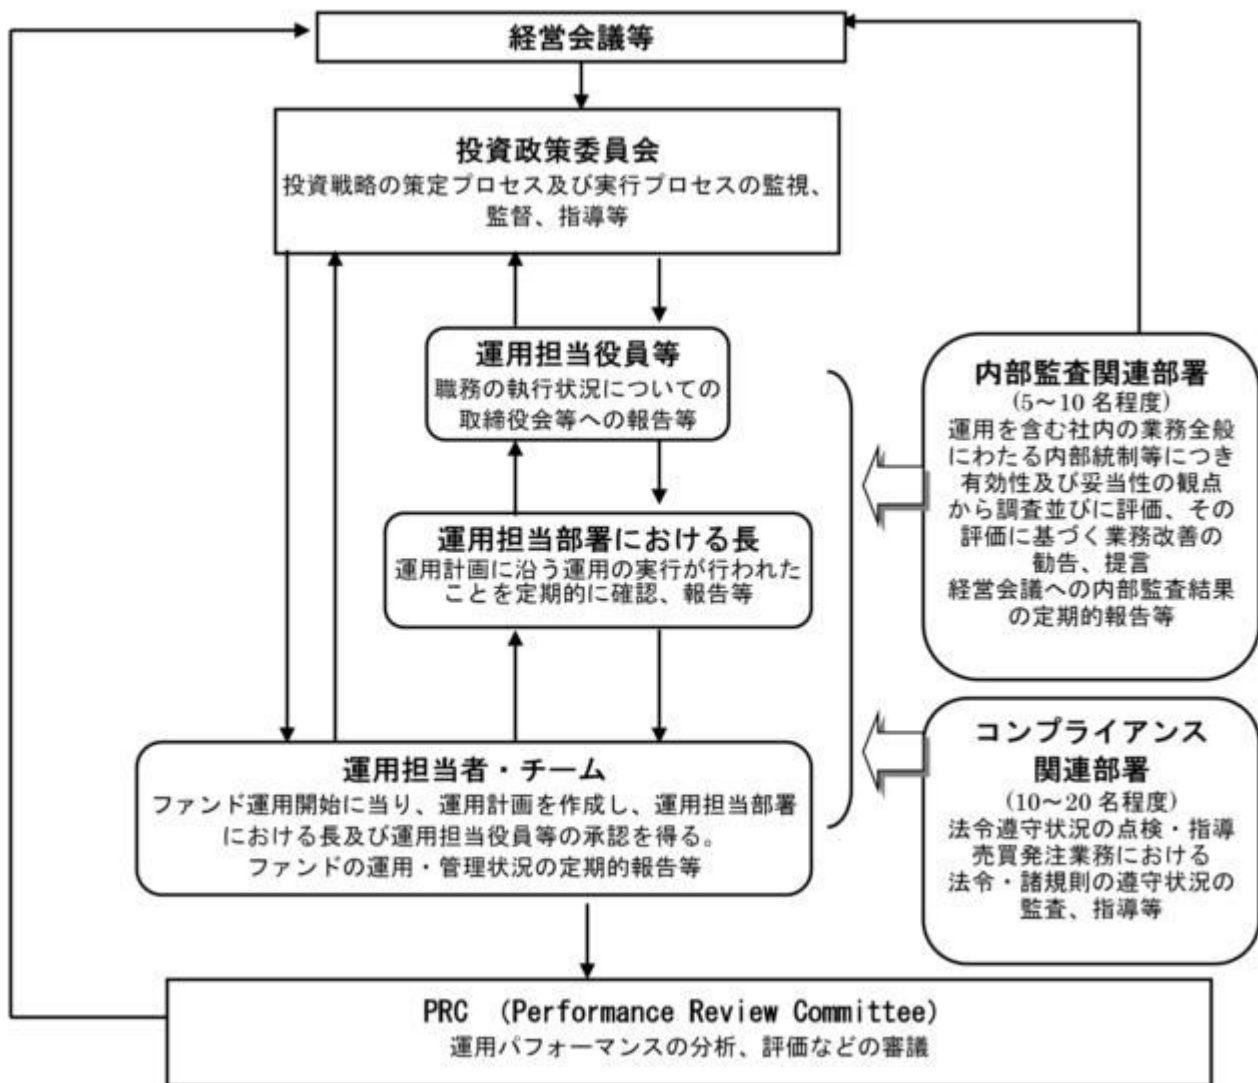 経営会議等
投資政策委員会
投資戦略の策定プロセス及び実行プロセスの監視、
監督、指導等
運用担当役員等
職務の執行状況についての
取締役会等への報告等
運用担当部署における長
運用計画に沿う運用の実行が行われた
ことを定期的に確認、報告等
運用担当者・チーム
ファンド運用開始に当り、運用計画を作成し、運用担当部署
における長及び運用担当役員等の承認を得る。
ファンドの運用・管理状況の定期的報告等
内部監査関連部署
(5～10 名程度)
運用を含む社内の業務全般
にわたる内部統制等につき
有効性及び妥当性の観点
から調査並びに評価、その
評価に基づく業務改善の
勧告、提言
経営会議への内部監査結果
の定期的報告等
コンプライアンス
関連部署
(10～20 名程度)
法令遵守状況の点検・指導
売買発注業務における
法令・諸規則の遵守状況の
監査、指導等
PRC (Performance Review Committee)
運用パフォーマンスの分析、評価などの審議